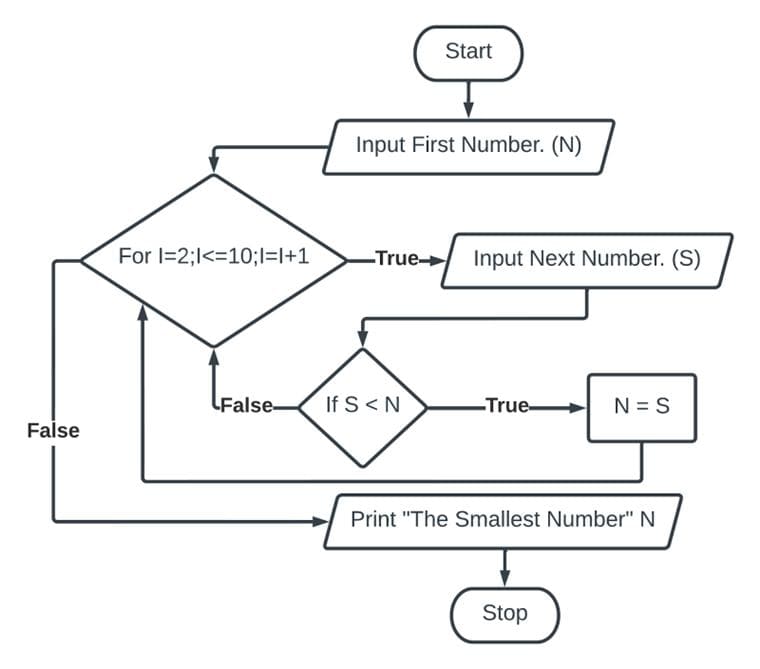 Start
Input First Number. (N)
For I=2;I<=10;I=I+1
True
Input Next Number. (S)
False
If S < N
True
N = S
False
Print "The Smallest Number" N
Stop